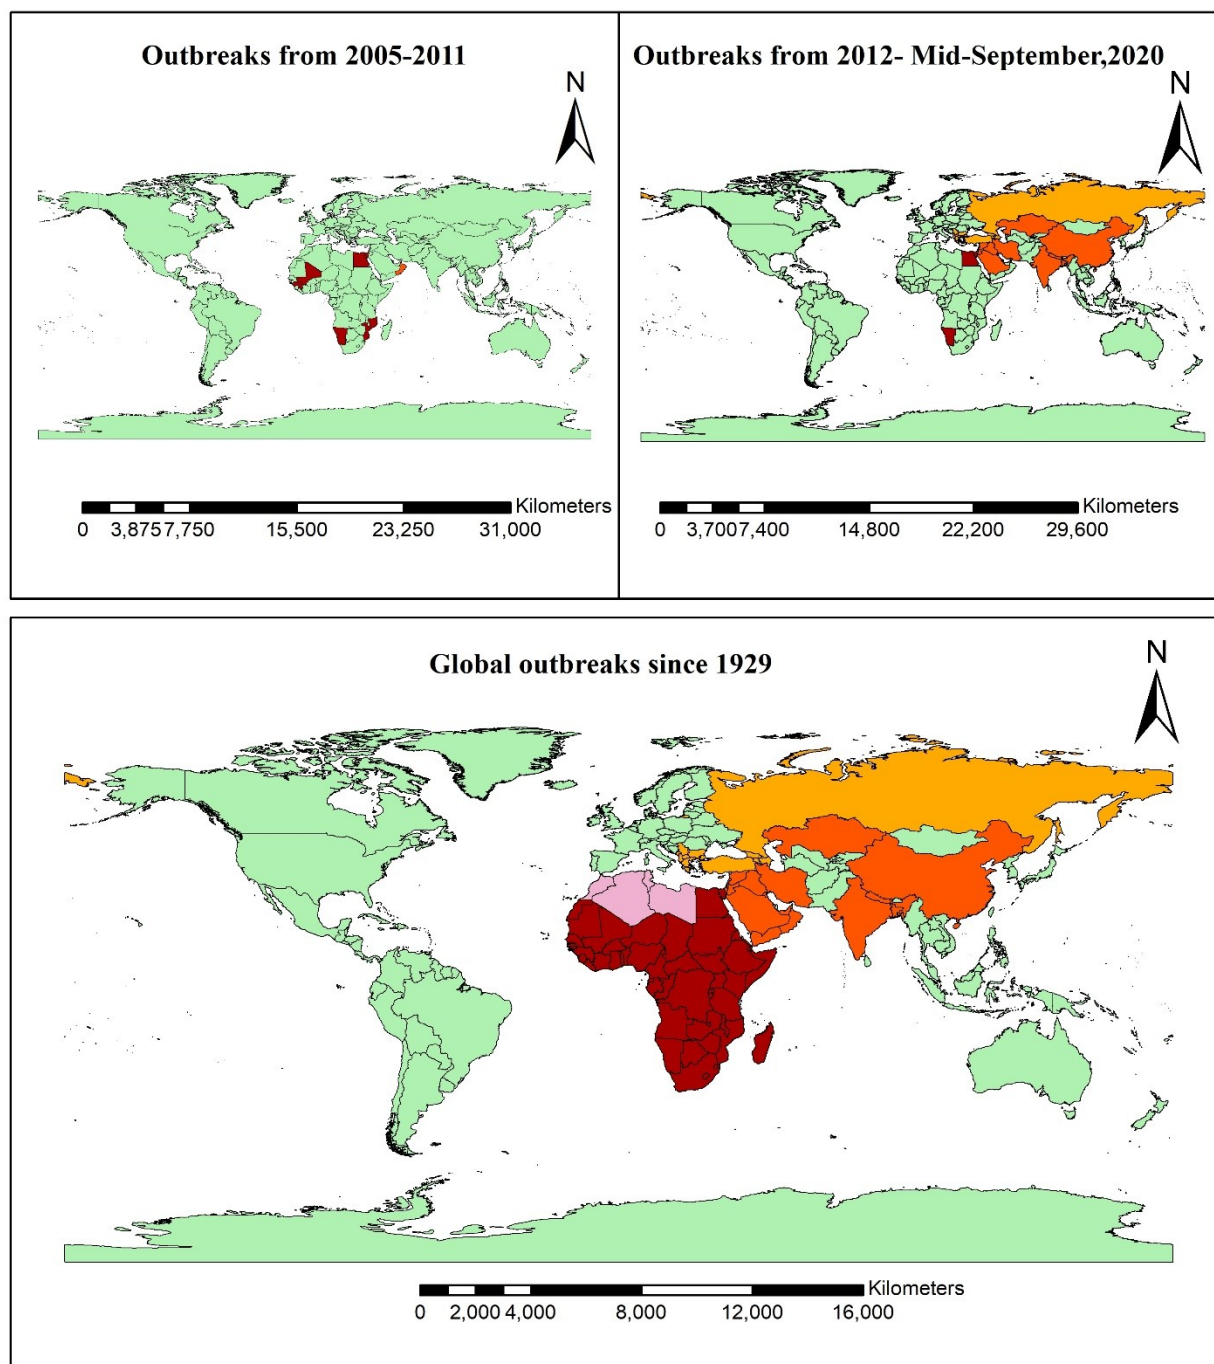 Outbreaks from 2005-2011
N
Kilometers
0 3,875 7,750 15,500 23,250 31,000
Outbreaks from 2012- Mid-September,2020
N
Kilometers
0 3,700 7,400 14,800 22,200 29,600
Global outbreaks since 1929
N
Kilometers
0 2,000 4,000 8,000 12,000 16,000